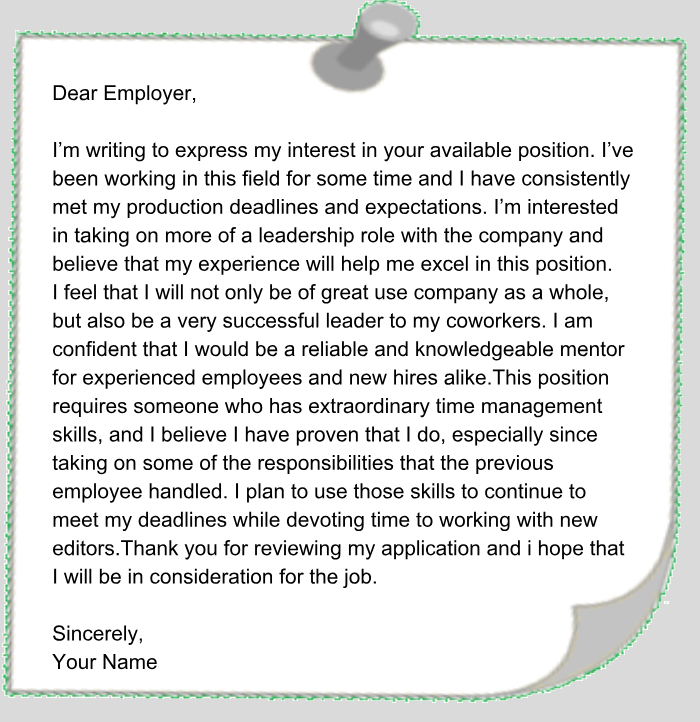 Dear Employer,
I’m writing to express my interest in your available position. I’ve
been working in this field for some time and I have consistently
met my production deadlines and expectations. I’m interested
in taking on more of a leadership role with the company and
believe that my experience will help me excel in this position.
I feel that I will not only be of great use company as a whole,
but also be a very successful leader to my coworkers. I am
confident that I would be a reliable and knowledgeable mentor
for experienced employees and new hires alike.This position
requires someone who has extraordinary time management
skills, and I believe I have proven that I do, especially since
taking on some of the responsibilities that the previous
employee handled. I plan to use those skills to continue to
meet my deadlines while devoting time to working with new
editors.Thank you for reviewing my application and i hope that
I will be in consideration for the job.
Sincerely,
Your Name